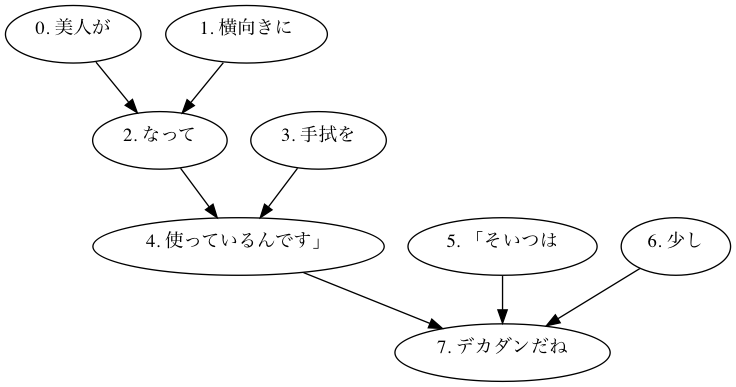 0. 美人が
1. 横向きに
2. なって
3. 手拭を
4. 使っているんです」
5. 「そいつは
6. 少し
7. デカダンだね